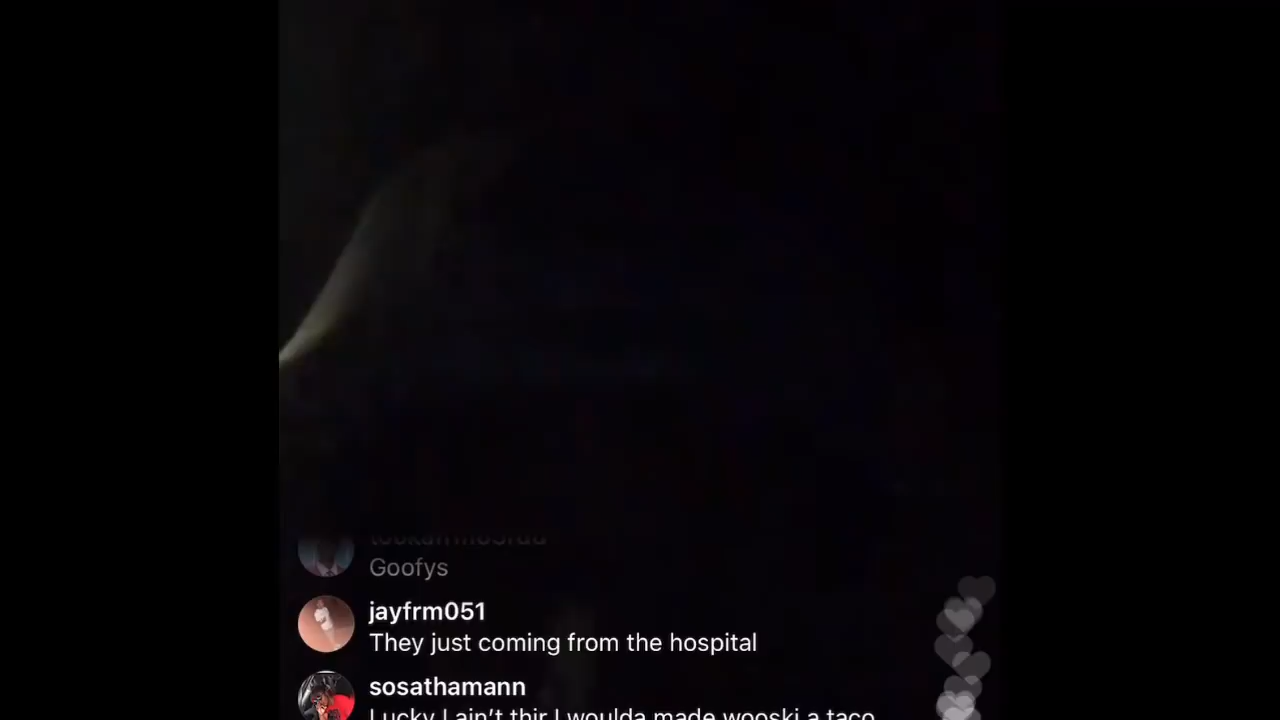 Goofys
jayfrm051
They just coming from the hospital
sosathamann
Lucky I ain’t thir I woulda made wooski a taco